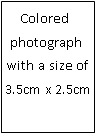 Colored
photograph
with a size of
3.5cm x 2.5cm